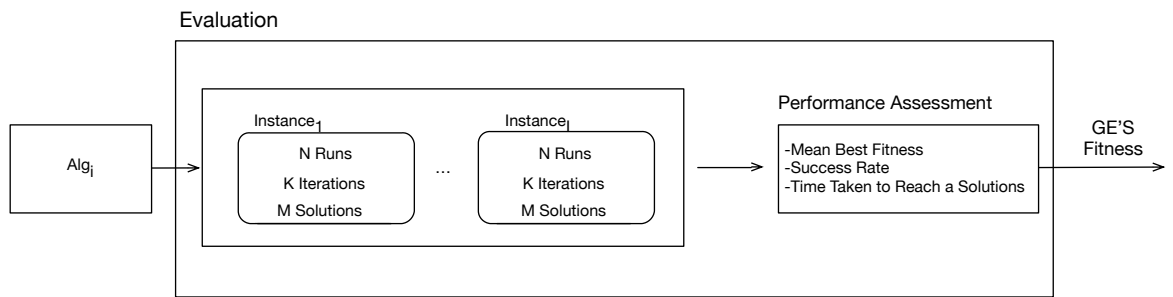 Evaluation
Alg_i
Instance_1
N Runs
K Iterations
M Solutions
...
Instance_l
N Runs
K Iterations
M Solutions
Performance Assessment
-Mean Best Fitness
-Success Rate
-Time Taken to Reach a Solutions
GE'S
Fitness